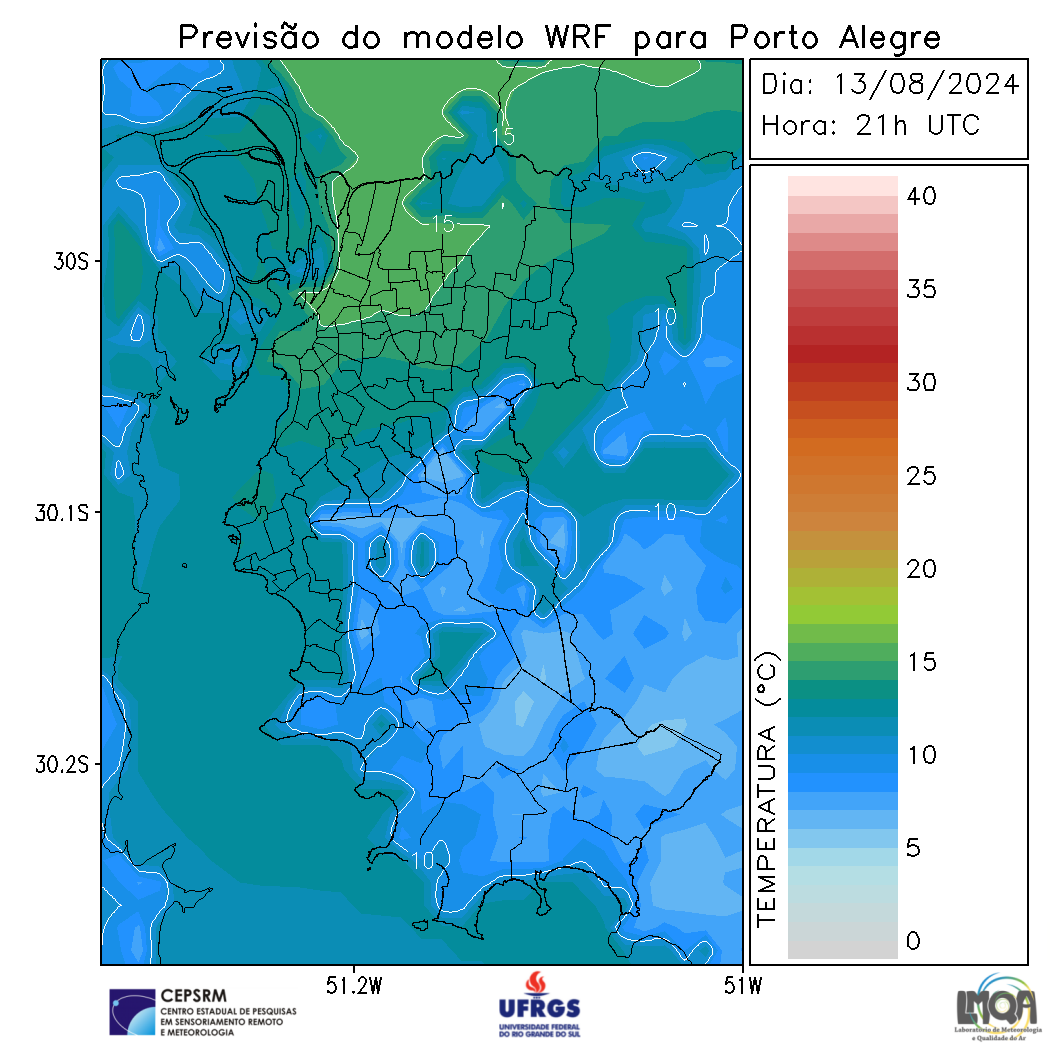 Previsão do modelo WRF para Porto Alegre
Dia: 13/08/2024
Hora: 21h UTC
15
15
10
10
10
30S
30.1S
30.2S
51.2W
51W
40
35
30
25
20
15
10
5
0
TEMPERATURA (°C)
CEPSRM
CENTRO ESTADUAL DE PESQUISAS
EM SENSORIAMENTO REMOTO
E METEOROLOGIA
UFRGS
UNIVERSIDADE FEDERAL
DO RIO GRANDE DO SUL
LMQA
Laboratório de Meteorologia
e Qualidade do Ar